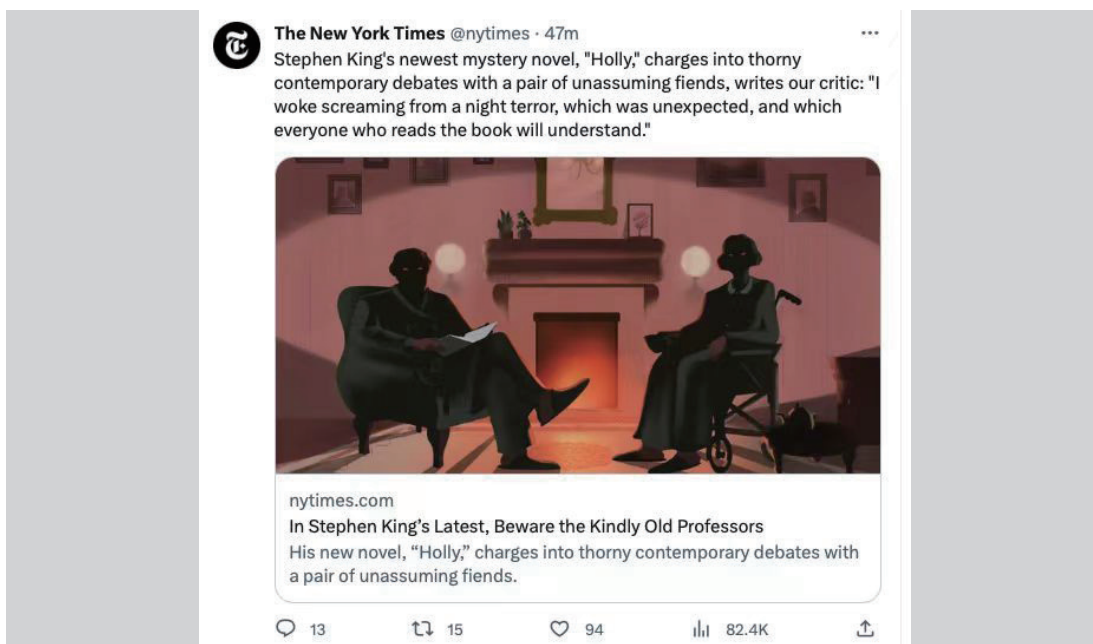 The New York Times @nytimes · 47m
Stephen King's newest mystery novel, "Holly," charges into thorny
contemporary debates with a pair of unassuming fiends, writes our critic: "I
woke screaming from a night terror, which was unexpected, and which
everyone who reads the book will understand."
nytimes.com
In Stephen King’s Latest, Beware the Kindly Old Professors
His new novel, “Holly,” charges into thorny contemporary debates with
a pair of unassuming fiends.
13 15 94 82.4K